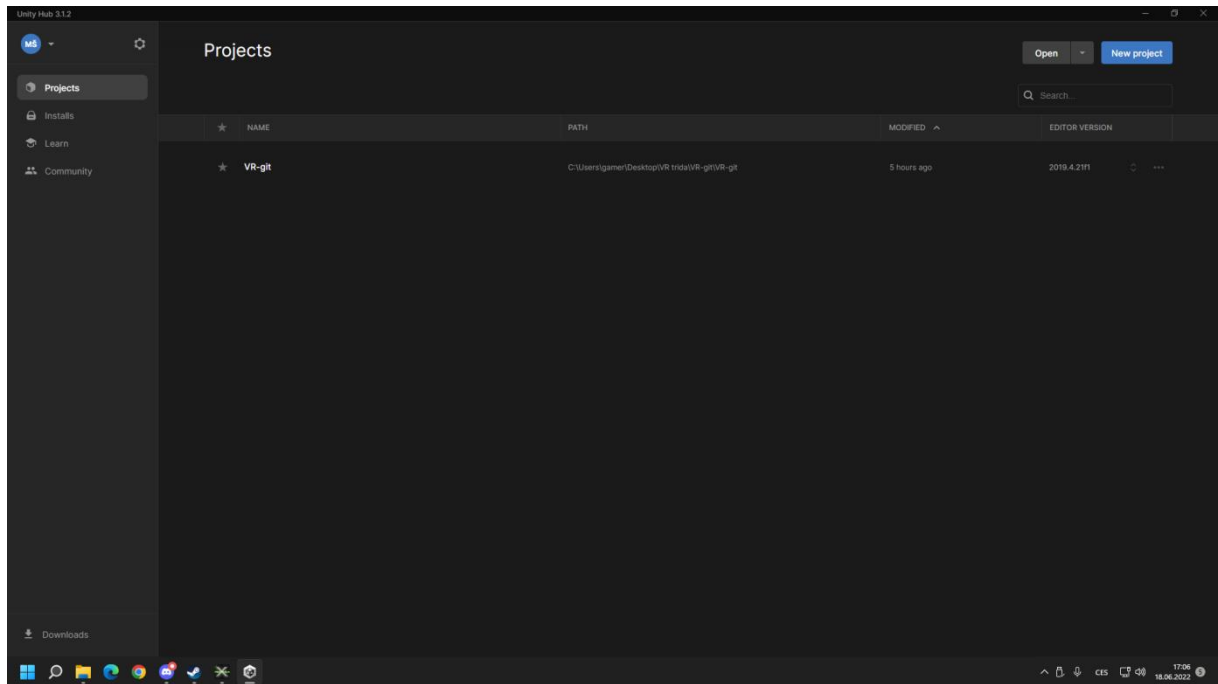 Unity Hub 3.1.2
MŠ
Projects
Open
New project
Projects
Search...
Installs
NAME
PATH
MODIFIED
EDITOR VERSION
Learn
VR-git
C:\Users\gamer\Desktop\VR trida\VR-git\VR-git
5 hours ago
2019.4.21f1
Community
Downloads
CES
17:06
18.06.2022